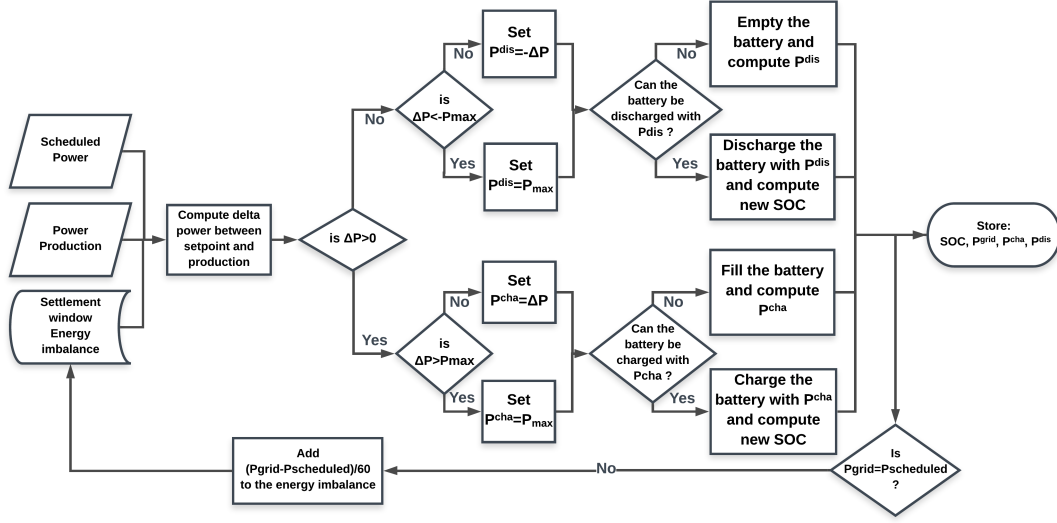 Scheduled
Power
Power
Production
Settlement
window
Energy
imbalance
Compute delta
power between
setpoint and
production
is ΔP>0
No
Yes
is
ΔP<-Pmax
No
Yes
Set
Pdis=-ΔP
Set
Pdis=Pmax
Can the
battery be
discharged with
Pdis ?
No
Yes
Empty the
battery and
compute Pdis
Discharge the
battery with Pdis
and compute
new SOC
is
ΔP>Pmax
No
Yes
Set
Pcha=ΔP
Set
Pcha=Pmax
Can the
battery be
charged with
Pcha ?
No
Yes
Fill the battery
and compute
Pcha
Charge the
battery with Pcha
and compute
new SOC
Store:
SOC, Pgrid, Pcha, Pdis
Is
Pgrid=Pscheduled
?
No
Add
(Pgrid-Pscheduled)/60
to the energy imbalance